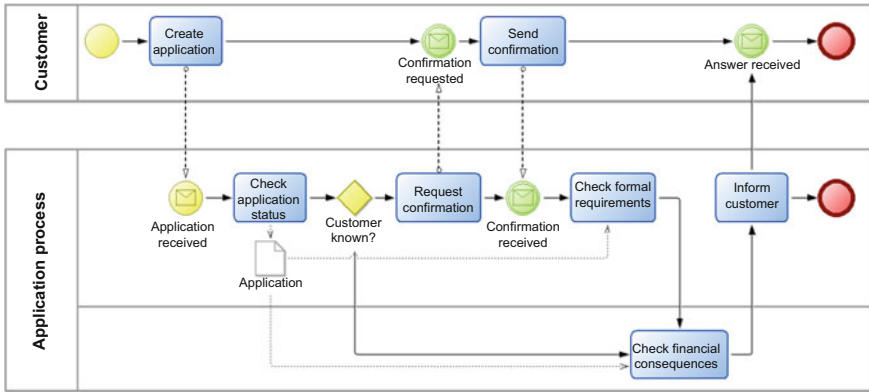 Customer
Create
application
Confirmation
requested
Send
confirmation
Answer received
Application process
Application
received
Check
application
status
Customer
known?
Request
confirmation
Confirmation
received
Check formal
requirements
Inform
customer
Application
Check financial
consequences